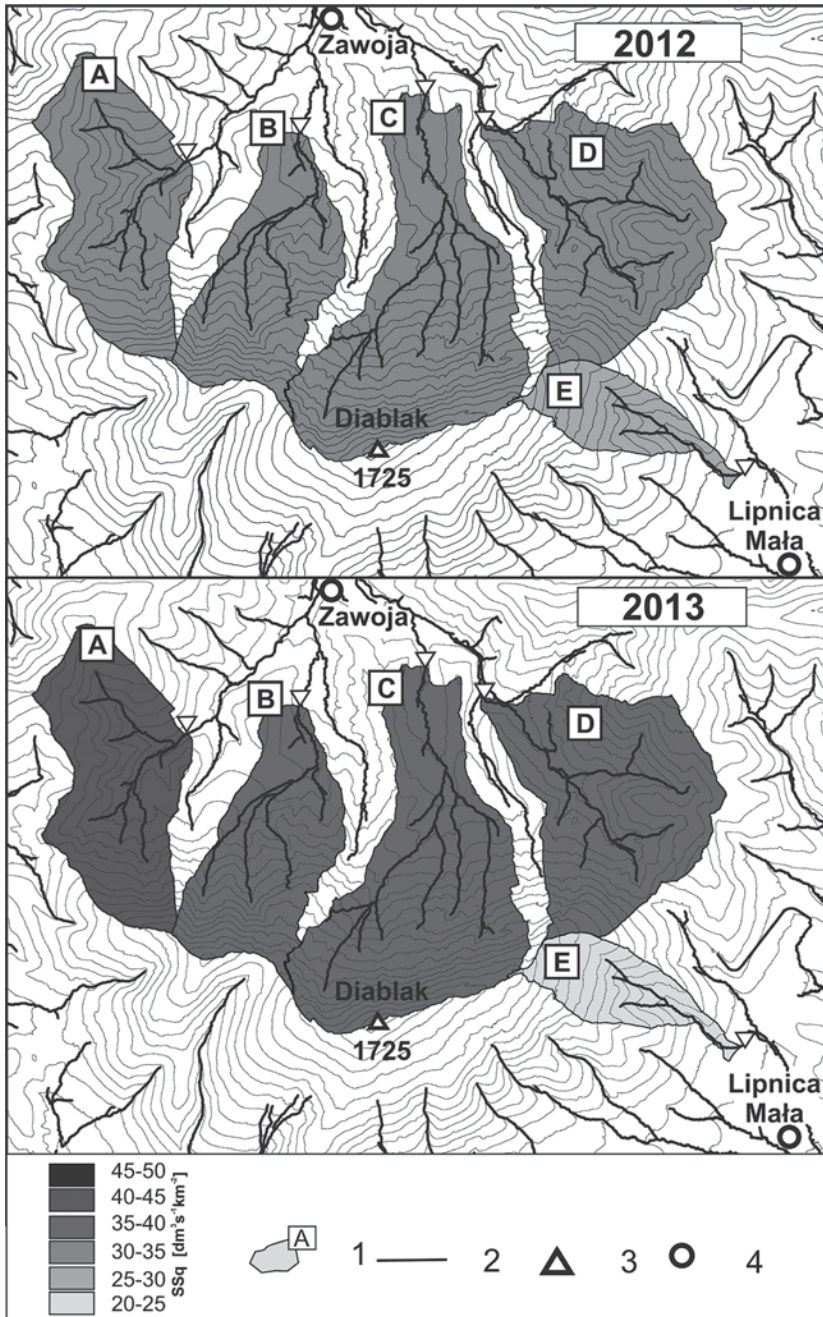 2012
Zawoja
A
B
C
D
E
Diablak
1725
Lipnica
Mała
2013
Zawoja
A
B
C
D
E
Diablak
1725
Lipnica
Mała
45-50
40-45
35-40
30-35
25-30
20-25
SSq [dm³s⁻¹km⁻²]
A
1
2
3
4